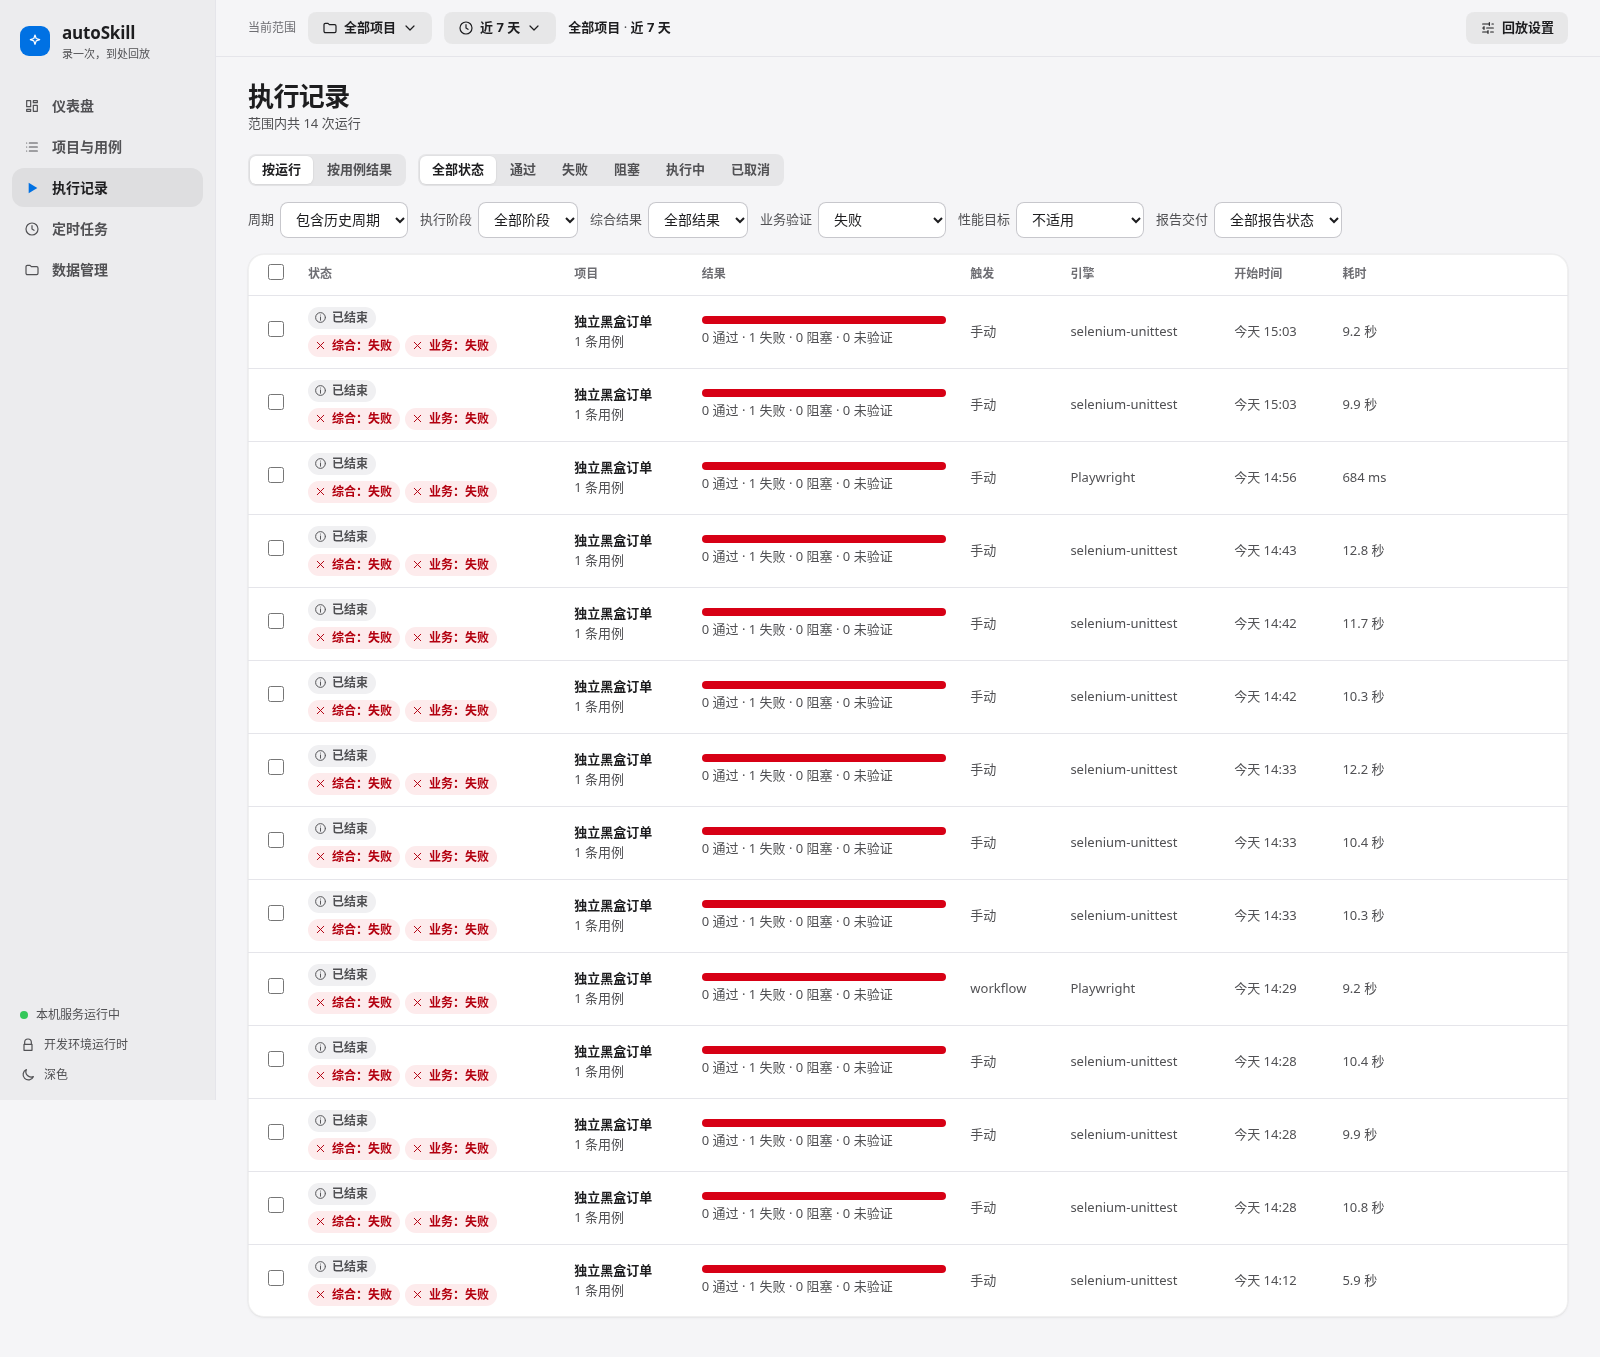 autoSkill
录一次，到处回放
仪表盘
项目与用例
执行记录
定时任务
数据管理
本机服务运行中
开发环境运行时
深色
当前范围 全部项目 近 7 天 全部项目 · 近 7 天 回放设置
执行记录
范围内共 14 次运行
按运行 按用例结果 全部状态 通过 失败 阻塞 执行中 已取消
周期 包含历史周期 执行阶段 全部阶段 综合结果 全部结果 业务验证 失败 性能目标 不适用 报告交付 全部报告状态
状态 项目 结果 触发 引擎 开始时间 耗时
已结束
综合：失败 业务：失败
独立黑盒订单
1 条用例
0 通过 · 1 失败 · 0 阻塞 · 0 未验证
手动 selenium-unittest 今天 15:03 9.2 秒
已结束
综合：失败 业务：失败
独立黑盒订单
1 条用例
0 通过 · 1 失败 · 0 阻塞 · 0 未验证
手动 selenium-unittest 今天 15:03 9.9 秒
已结束
综合：失败 业务：失败
独立黑盒订单
1 条用例
0 通过 · 1 失败 · 0 阻塞 · 0 未验证
手动 Playwright 今天 14:56 684 ms
已结束
综合：失败 业务：失败
独立黑盒订单
1 条用例
0 通过 · 1 失败 · 0 阻塞 · 0 未验证
手动 selenium-unittest 今天 14:43 12.8 秒
已结束
综合：失败 业务：失败
独立黑盒订单
1 条用例
0 通过 · 1 失败 · 0 阻塞 · 0 未验证
手动 selenium-unittest 今天 14:42 11.7 秒
已结束
综合：失败 业务：失败
独立黑盒订单
1 条用例
0 通过 · 1 失败 · 0 阻塞 · 0 未验证
手动 selenium-unittest 今天 14:42 10.3 秒
已结束
综合：失败 业务：失败
独立黑盒订单
1 条用例
0 通过 · 1 失败 · 0 阻塞 · 0 未验证
手动 selenium-unittest 今天 14:33 12.2 秒
已结束
综合：失败 业务：失败
独立黑盒订单
1 条用例
0 通过 · 1 失败 · 0 阻塞 · 0 未验证
手动 selenium-unittest 今天 14:33 10.4 秒
已结束
综合：失败 业务：失败
独立黑盒订单
1 条用例
0 通过 · 1 失败 · 0 阻塞 · 0 未验证
手动 selenium-unittest 今天 14:33 10.3 秒
已结束
综合：失败 业务：失败
独立黑盒订单
1 条用例
0 通过 · 1 失败 · 0 阻塞 · 0 未验证
workflow Playwright 今天 14:29 9.2 秒
已结束
综合：失败 业务：失败
独立黑盒订单
1 条用例
0 通过 · 1 失败 · 0 阻塞 · 0 未验证
手动 selenium-unittest 今天 14:28 10.4 秒
已结束
综合：失败 业务：失败
独立黑盒订单
1 条用例
0 通过 · 1 失败 · 0 阻塞 · 0 未验证
手动 selenium-unittest 今天 14:28 9.9 秒
已结束
综合：失败 业务：失败
独立黑盒订单
1 条用例
0 通过 · 1 失败 · 0 阻塞 · 0 未验证
手动 selenium-unittest 今天 14:28 10.8 秒
已结束
综合：失败 业务：失败
独立黑盒订单
1 条用例
0 通过 · 1 失败 · 0 阻塞 · 0 未验证
手动 selenium-unittest 今天 14:12 5.9 秒